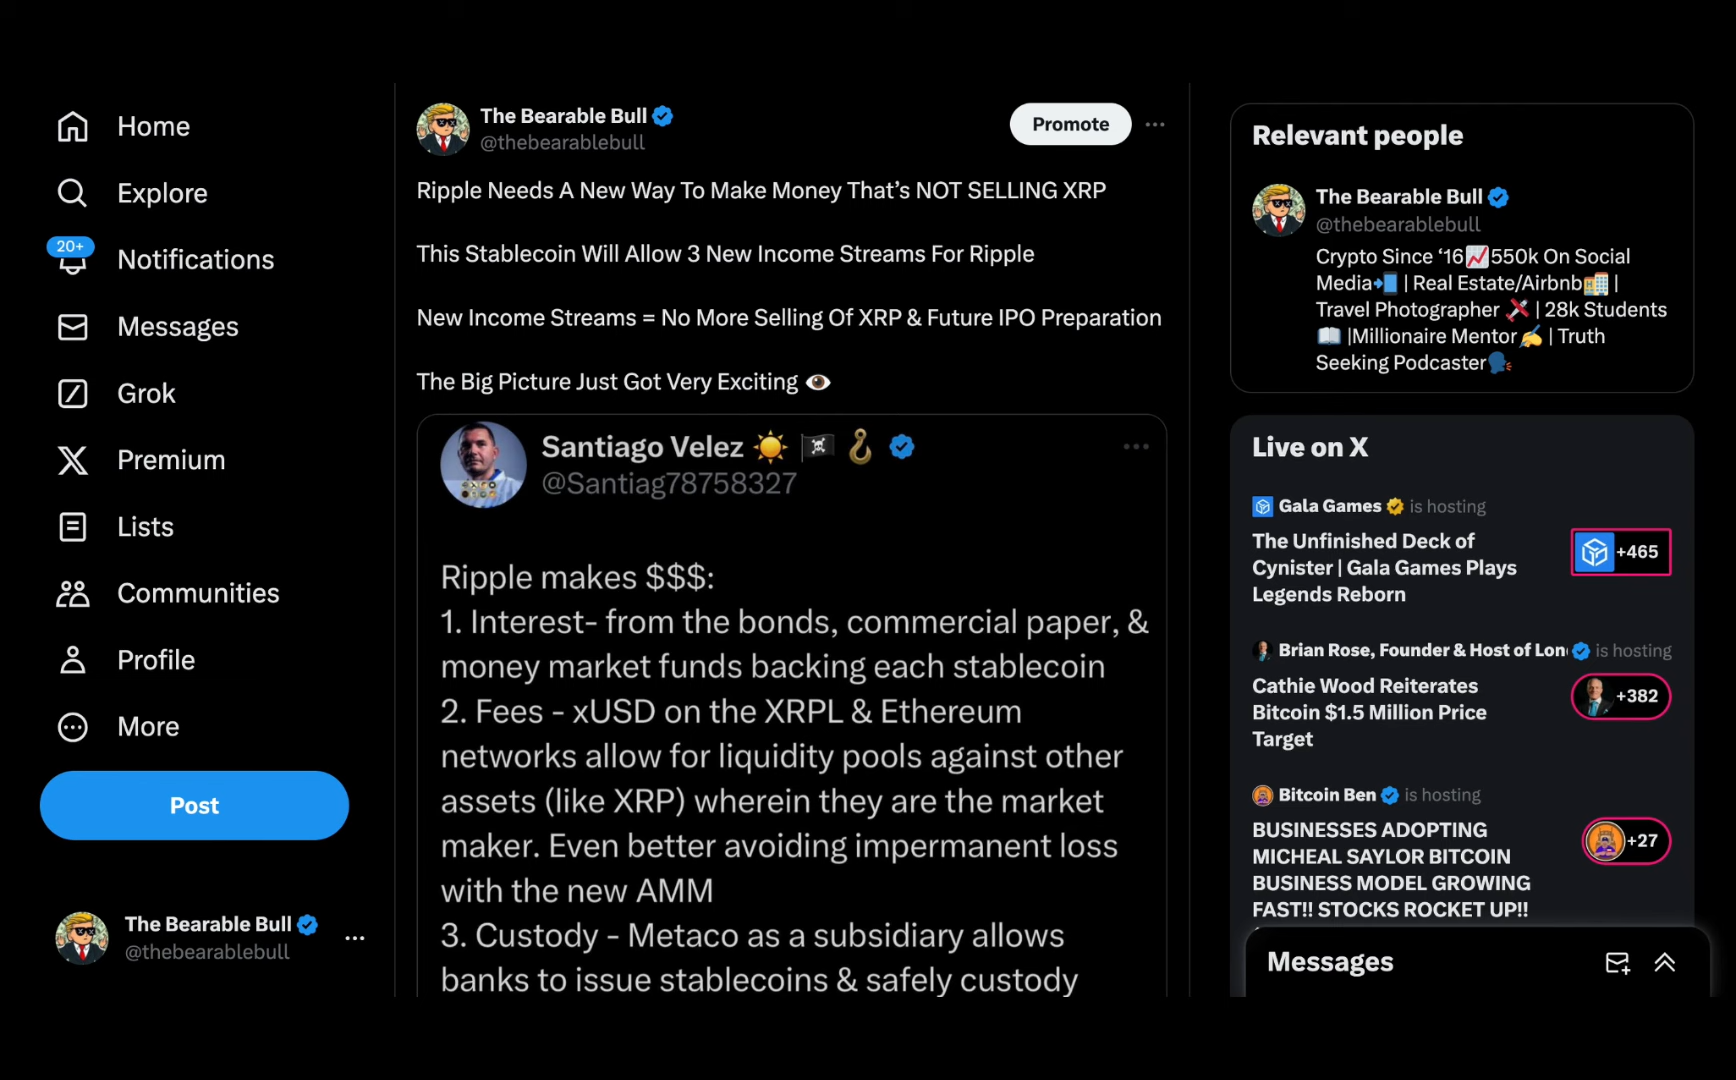 Home
Explore
20+
Notifications
Messages
Grok
Premium
Lists
Communities
Profile
More
Post
The Bearable Bull
@thebearablebull
The Bearable Bull
@thebearablebull
Promote
Ripple Needs A New Way To Make Money That’s NOT SELLING XRP
This Stablecoin Will Allow 3 New Income Streams For Ripple
New Income Streams = No More Selling Of XRP & Future IPO Preparation
The Big Picture Just Got Very Exciting 👁️
Santiago Velez ☀️ 🏴‍☠️ 🪝
@Santiag78758327
Ripple makes $$$:
1. Interest- from the bonds, commercial paper, &
money market funds backing each stablecoin
2. Fees - xUSD on the XRPL & Ethereum
networks allow for liquidity pools against other
assets (like XRP) wherein they are the market
maker. Even better avoiding impermanent loss
with the new AMM
3. Custody - Metaco as a subsidiary allows
banks to issue stablecoins & safely custody
Relevant people
The Bearable Bull
@thebearablebull
Crypto Since ‘16📈550k On Social
Media📲 | Real Estate/Airbnb🏨 |
Travel Photographer ✈️ | 28k Students
📖 |Millionaire Mentor✍️ | Truth
Seeking Podcaster🗣️
Live on X
Gala Games is hosting
The Unfinished Deck of
Cynister | Gala Games Plays
Legends Reborn
+465
Brian Rose, Founder & Host of Lon is hosting
Cathie Wood Reiterates
Bitcoin $1.5 Million Price
Target
+382
Bitcoin Ben is hosting
BUSINESSES ADOPTING
MICHEAL SAYLOR BITCOIN
BUSINESS MODEL GROWING
FAST!! STOCKS ROCKET UP!!
+27
Messages